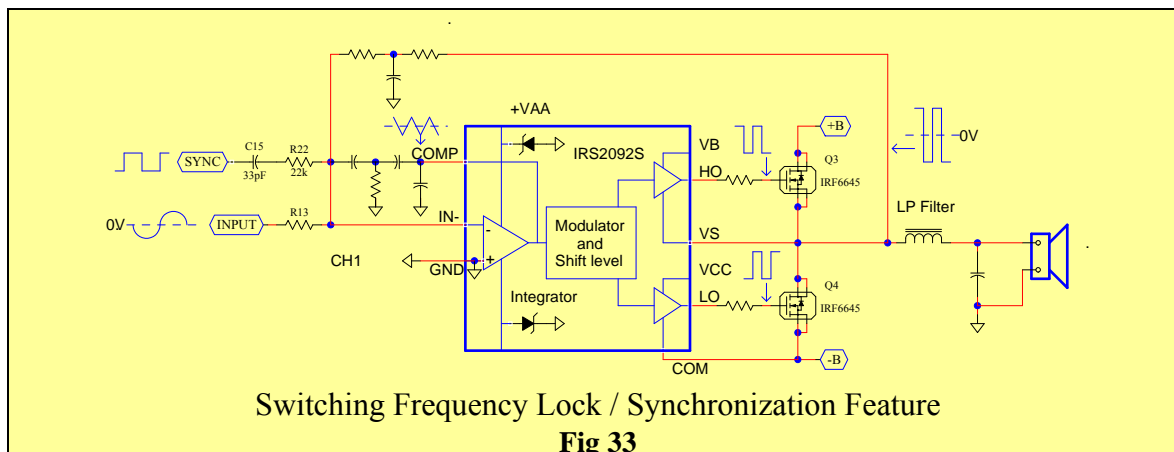 +VAA
IRS2092S
COMP
VB
HO
+B
Q3
IRF6645
0V
C15
33pF
R22
22k
SYNC
0V
INPUT
R13
IN-
-
+
GND
CH1
Modulator
and
Shift level
Integrator
VS
VCC
LO
COM
LP Filter
Q4
IRF6645
-B
Switching Frequency Lock / Synchronization Feature
Fig 33